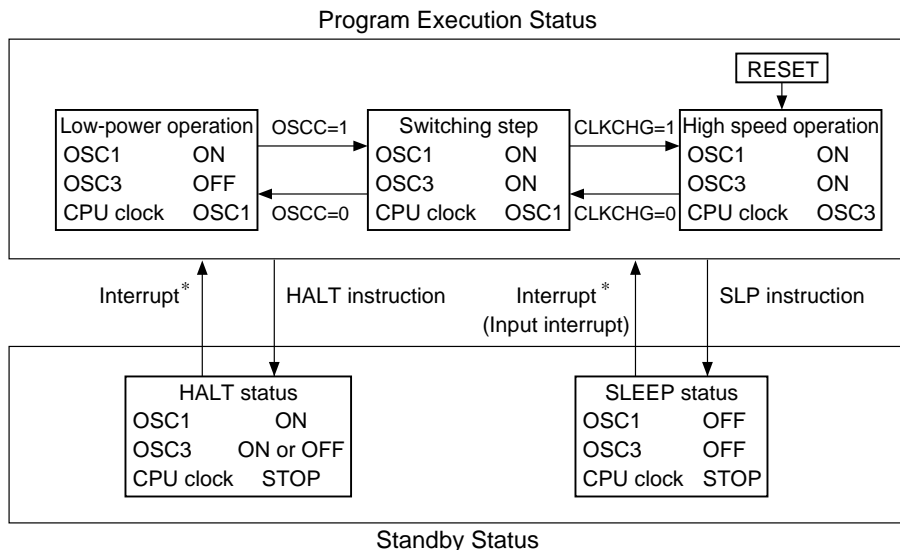 Program Execution Status
RESET
Low-power operation
OSC1 ON
OSC3 OFF
CPU clock OSC1
OSCC=1
OSCC=0
Switching step
OSC1 ON
OSC3 ON
CPU clock OSC1
CLKCHG=1
CLKCHG=0
High speed operation
OSC1 ON
OSC3 ON
CPU clock OSC3
Interrupt*
HALT instruction
Interrupt*
(Input interrupt)
SLP instruction
HALT status
OSC1 ON
OSC3 ON or OFF
CPU clock STOP
SLEEP status
OSC1 OFF
OSC3 OFF
CPU clock STOP
Standby Status